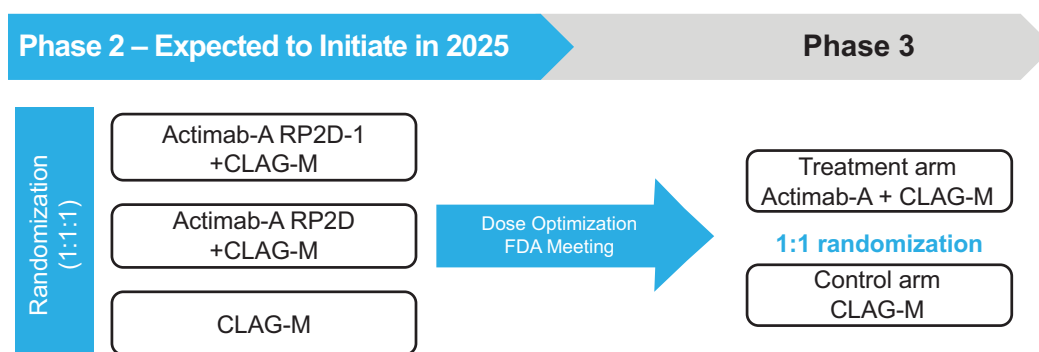 Phase 2 – Expected to Initiate in 2025
Phase 3
Randomization
(1:1:1)
Actimab-A RP2D-1
+CLAG-M
Actimab-A RP2D
+CLAG-M
CLAG-M
Dose Optimization
FDA Meeting
Treatment arm
Actimab-A + CLAG-M
1:1 randomization
Control arm
CLAG-M